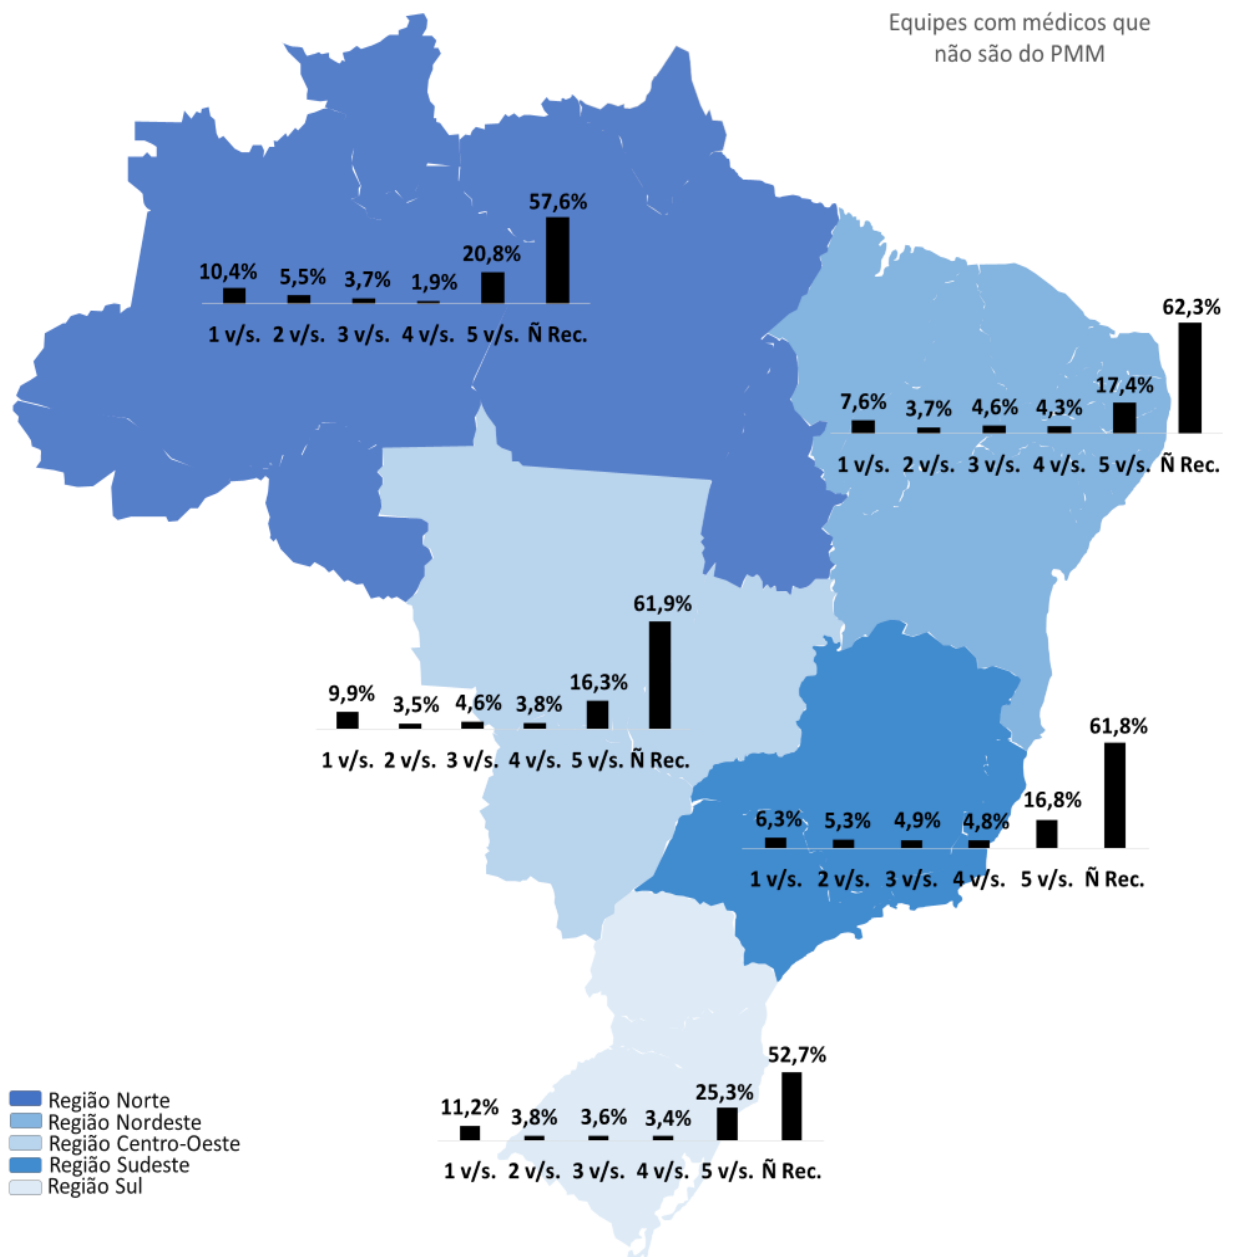 Equipes com médicos que
não são do PMM
57,6%
20,8%
10,4% 5,5% 3,7% 1,9%
1 v/s. 2 v/s. 3 v/s. 4 v/s. 5 v/s. Ñ Rec.
62,3%
17,4%
7,6% 3,7% 4,6% 4,3%
1 v/s. 2 v/s. 3 v/s. 4 v/s. 5 v/s. Ñ Rec.
61,9%
16,3%
9,9% 3,5% 4,6% 3,8%
1 v/s. 2 v/s. 3 v/s. 4 v/s. 5 v/s. Ñ Rec.
61,8%
16,8%
6,3% 5,3% 4,9% 4,8%
1 v/s. 2 v/s. 3 v/s. 4 v/s. 5 v/s. Ñ Rec.
52,7%
25,3%
11,2% 3,8% 3,6% 3,4%
1 v/s. 2 v/s. 3 v/s. 4 v/s. 5 v/s. Ñ Rec.
Região Norte
Região Nordeste
Região Centro-Oeste
Região Sudeste
Região Sul